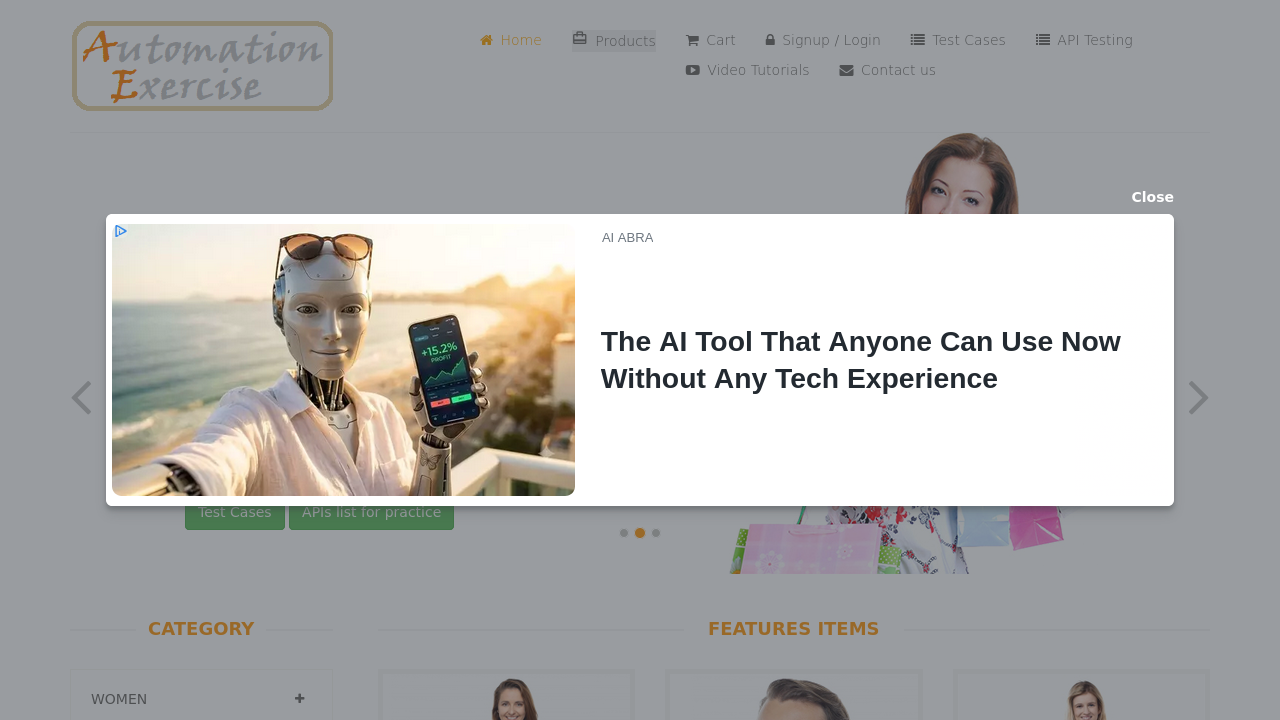 Automation
Exercise
Home
Products
Cart
Signup / Login
Test Cases
API Testing
Video Tutorials
Contact us
Close
AI ABRA
The AI Tool That Anyone Can Use Now
Without Any Tech Experience
+15.2%
PROFIT
Test Cases
APIs list for practice
CATEGORY
FEATURES ITEMS
WOMEN